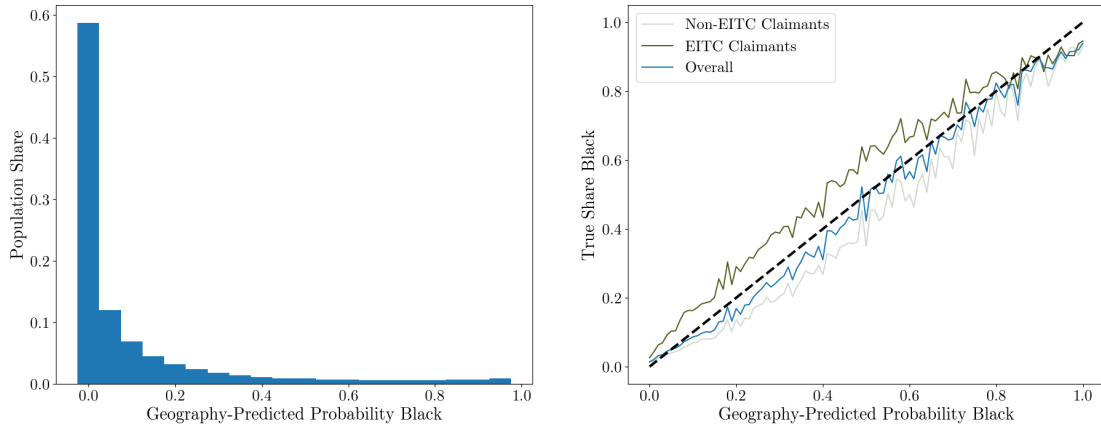 0.6
0.5
0.4
0.3
0.2
0.1
0.0
Population Share
0.0 0.2 0.4 0.6 0.8 1.0
Geography-Predicted Probability Black
Non-EITC Claimants
EITC Claimants
Overall
1.0
0.8
0.6
0.4
0.2
0.0
True Share Black
0.0 0.2 0.4 0.6 0.8 1.0
Geography-Predicted Probability Black